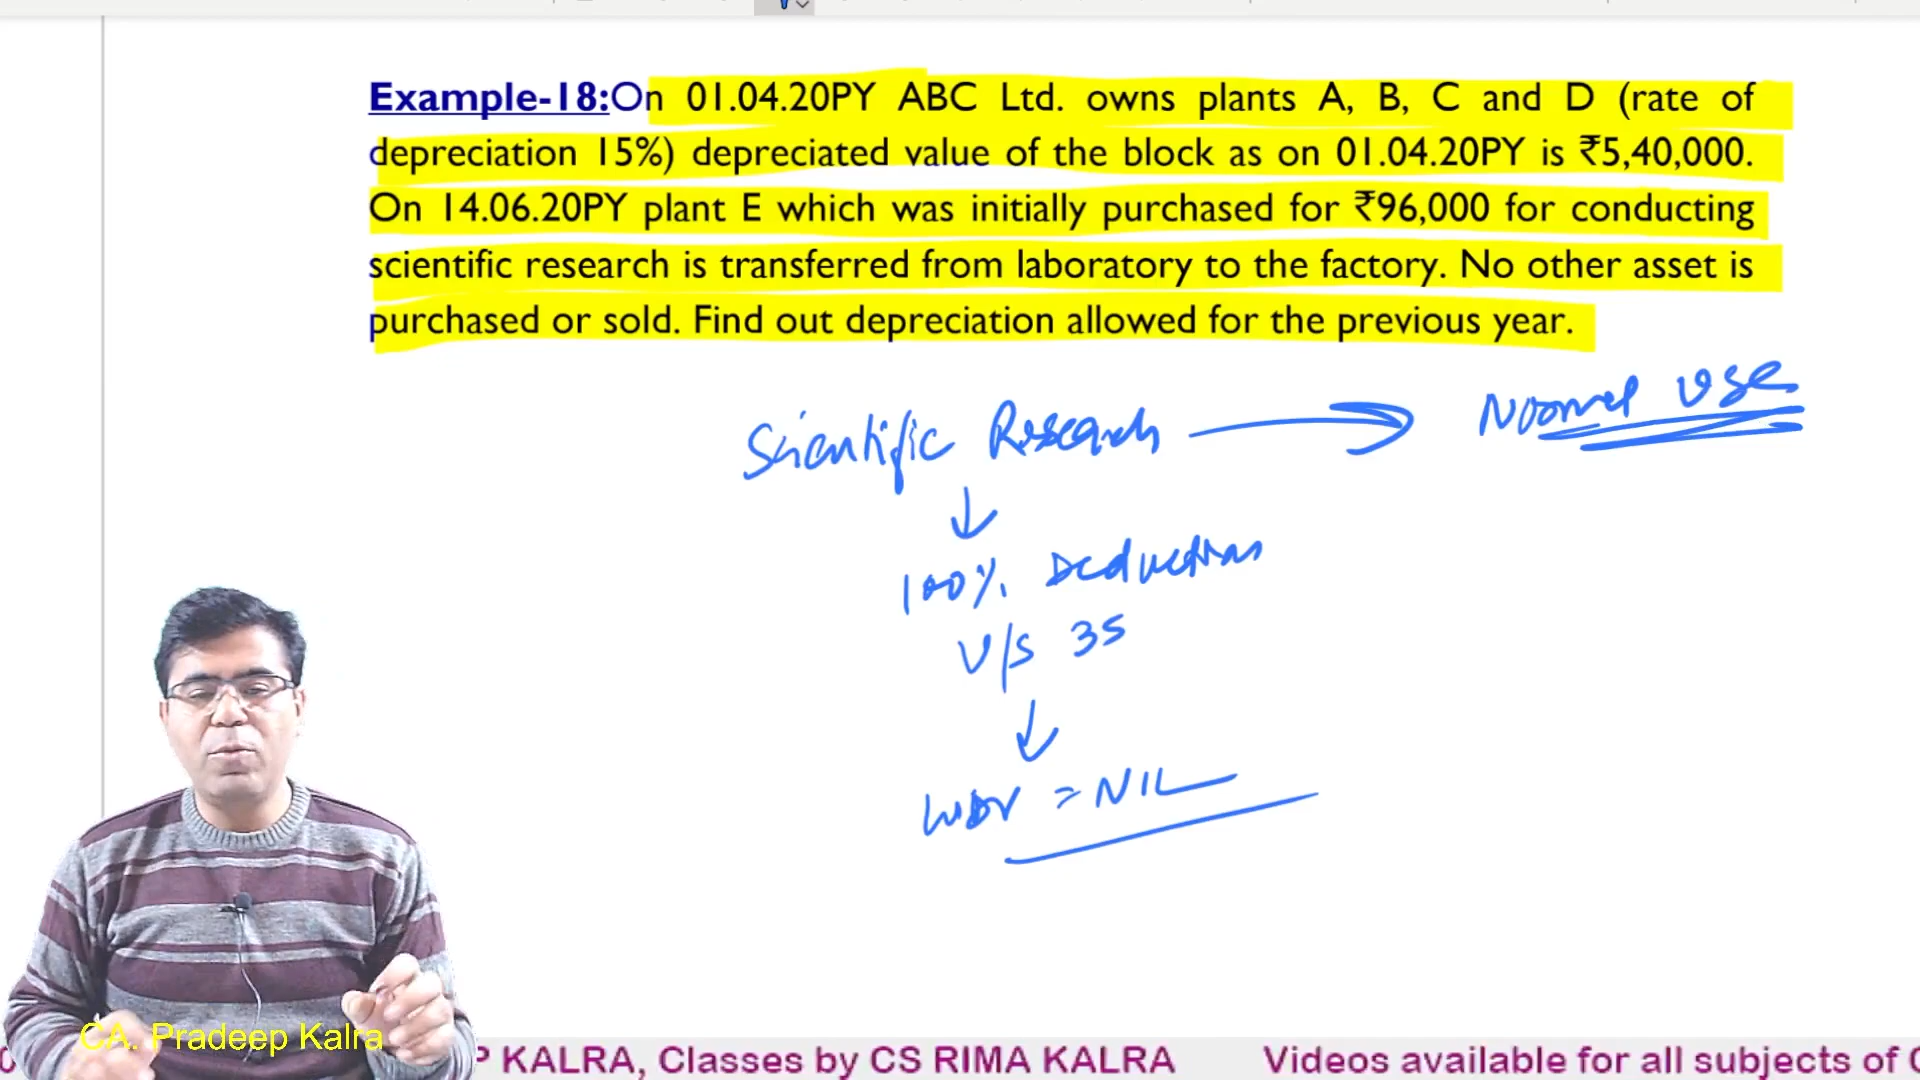 Example-18:On 01.04.20PY ABC Ltd. owns plants A, B, C and D (rate of
depreciation 15%) depreciated value of the block as on 01.04.20PY is ₹5,40,000.
On 14.06.20PY plant E which was initially purchased for ₹96,000 for conducting
scientific research is transferred from laboratory to the factory. No other asset is
purchased or sold. Find out depreciation allowed for the previous year.
Scientific Research → Normal Use
↓
100% Deduction
U/S 35
↓
WDV = NIL
CA. Pradeep Kalra
P KALRA, Classes by CS RIMA KALRA Videos available for all subjects of